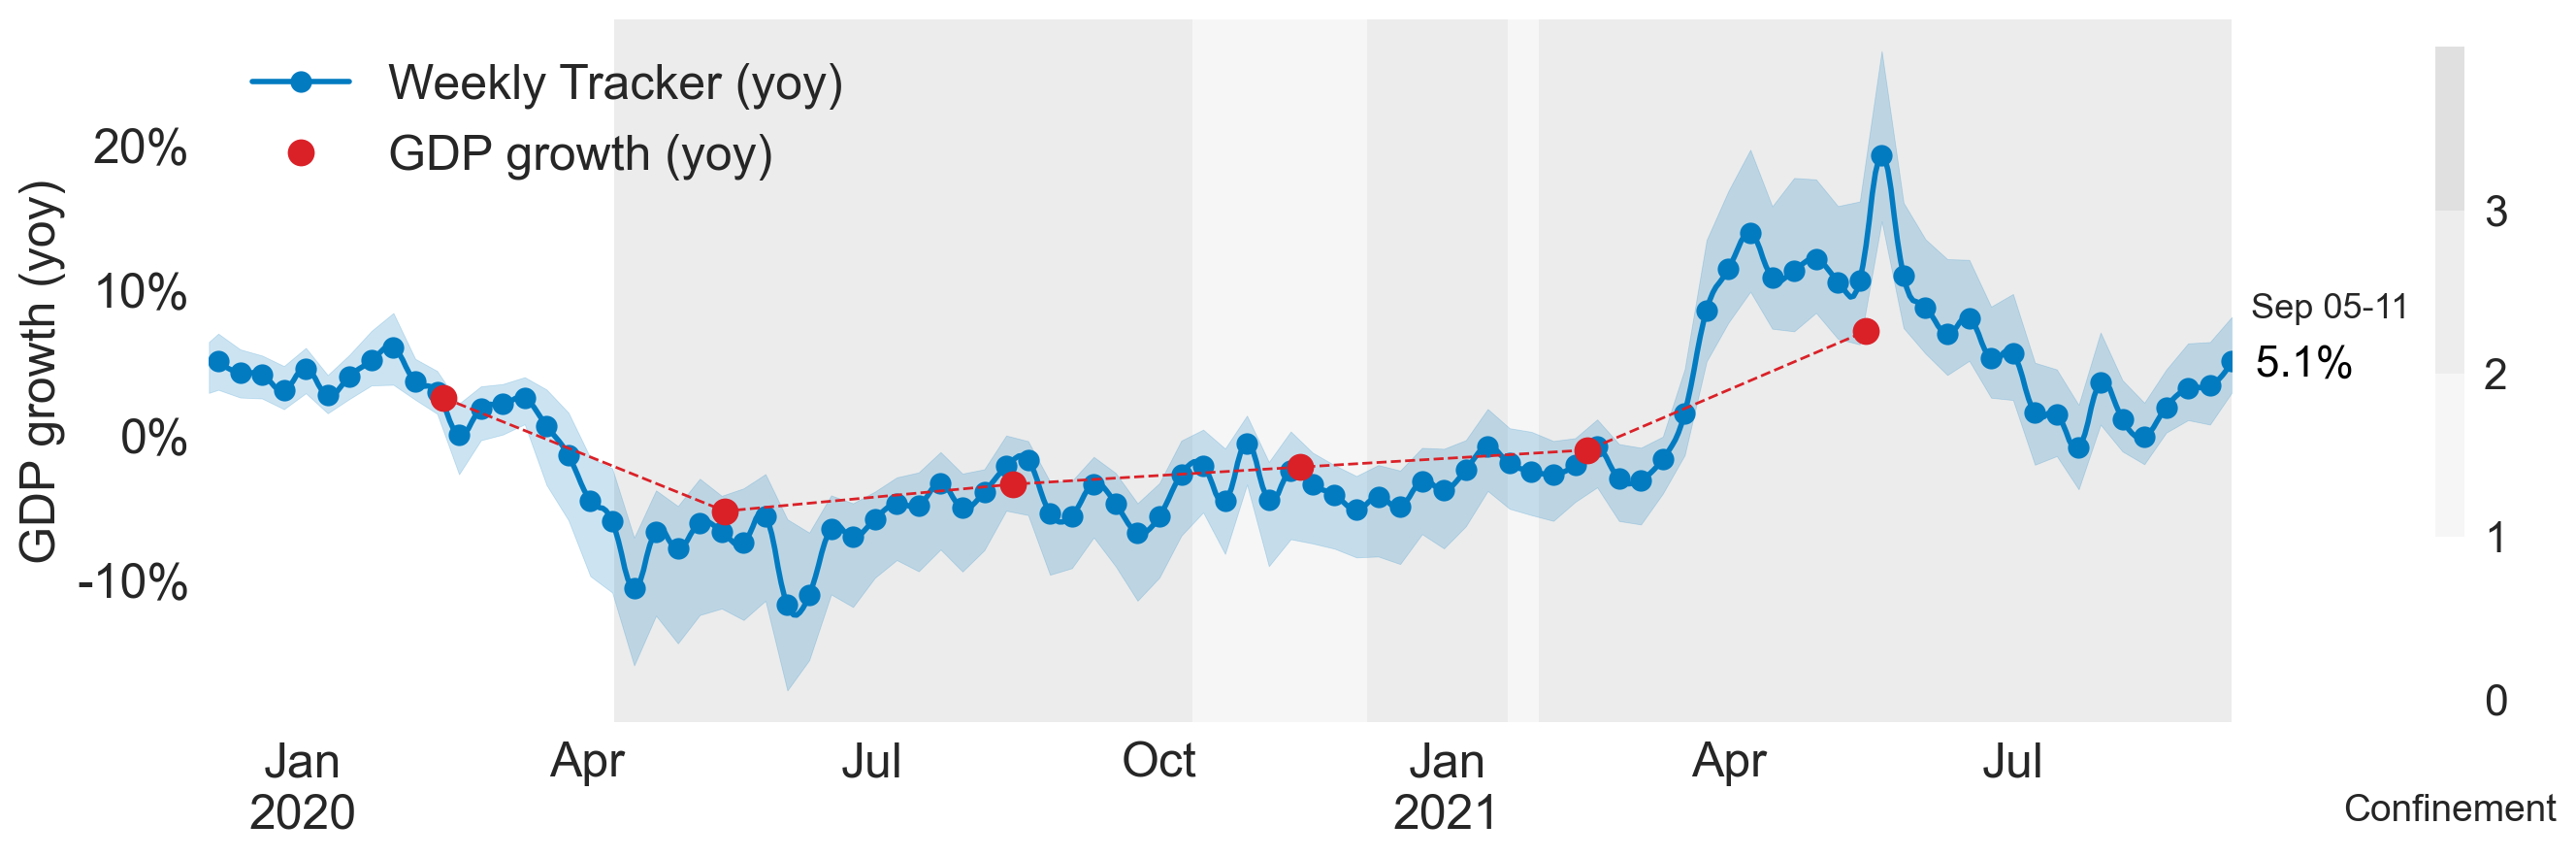 Weekly Tracker (yoy)
GDP growth (yoy)
GDP growth (yoy)
20%
10%
0%
-10%
Jan
2020
Apr
Jul
Oct
Jan
2021
Apr
Jul
Sep 05-11
5.1%
3
2
1
0
Confinement